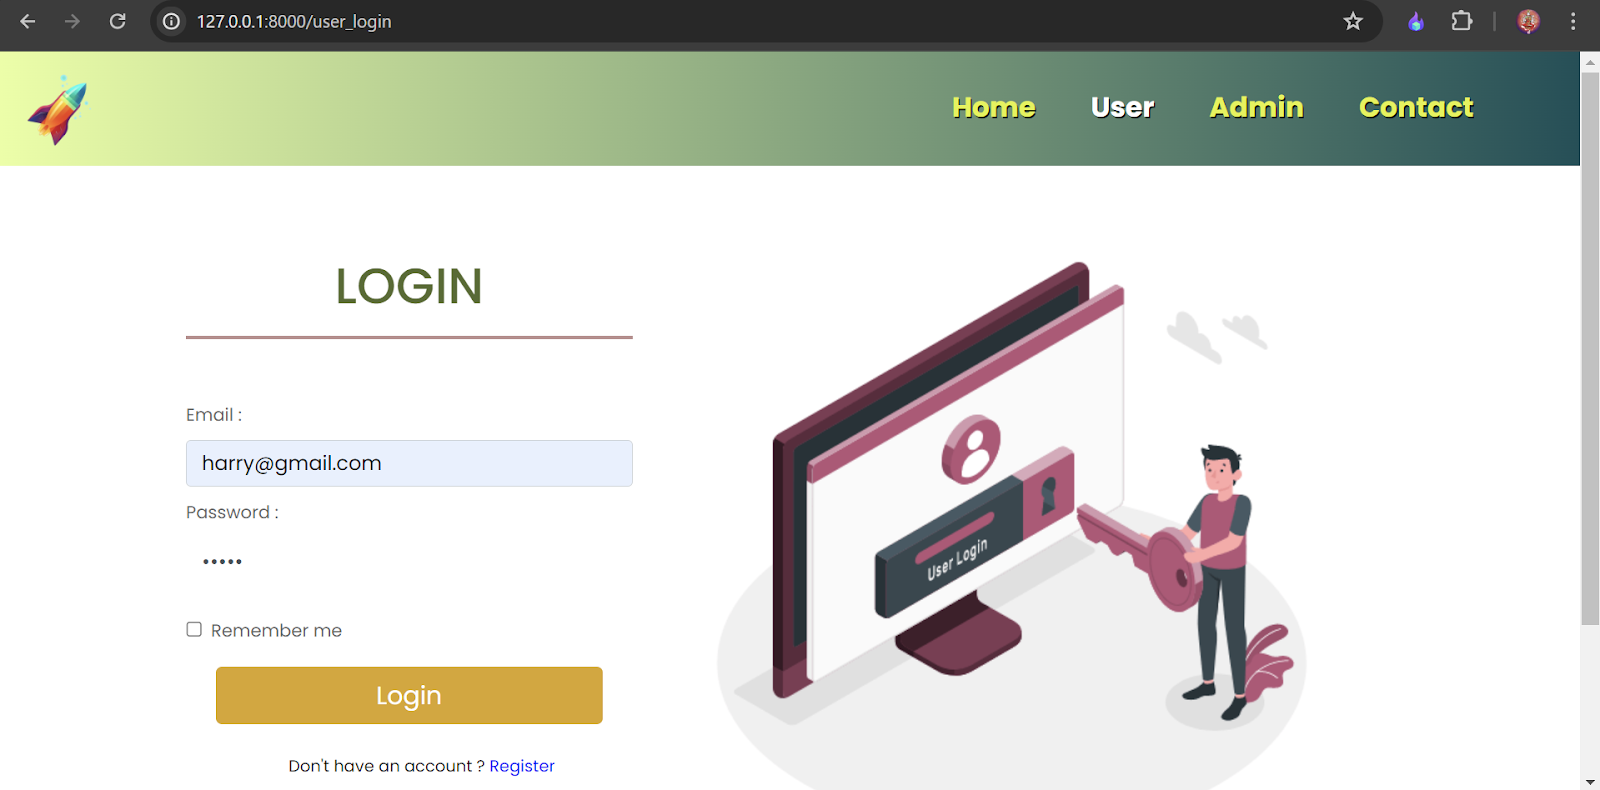 127.0.0.1:8000/user_login
Home User Admin Contact
LOGIN
Email :
harry@gmail.com
Password :
•••••
Remember me
Login
Don't have an account ? Register
User Login